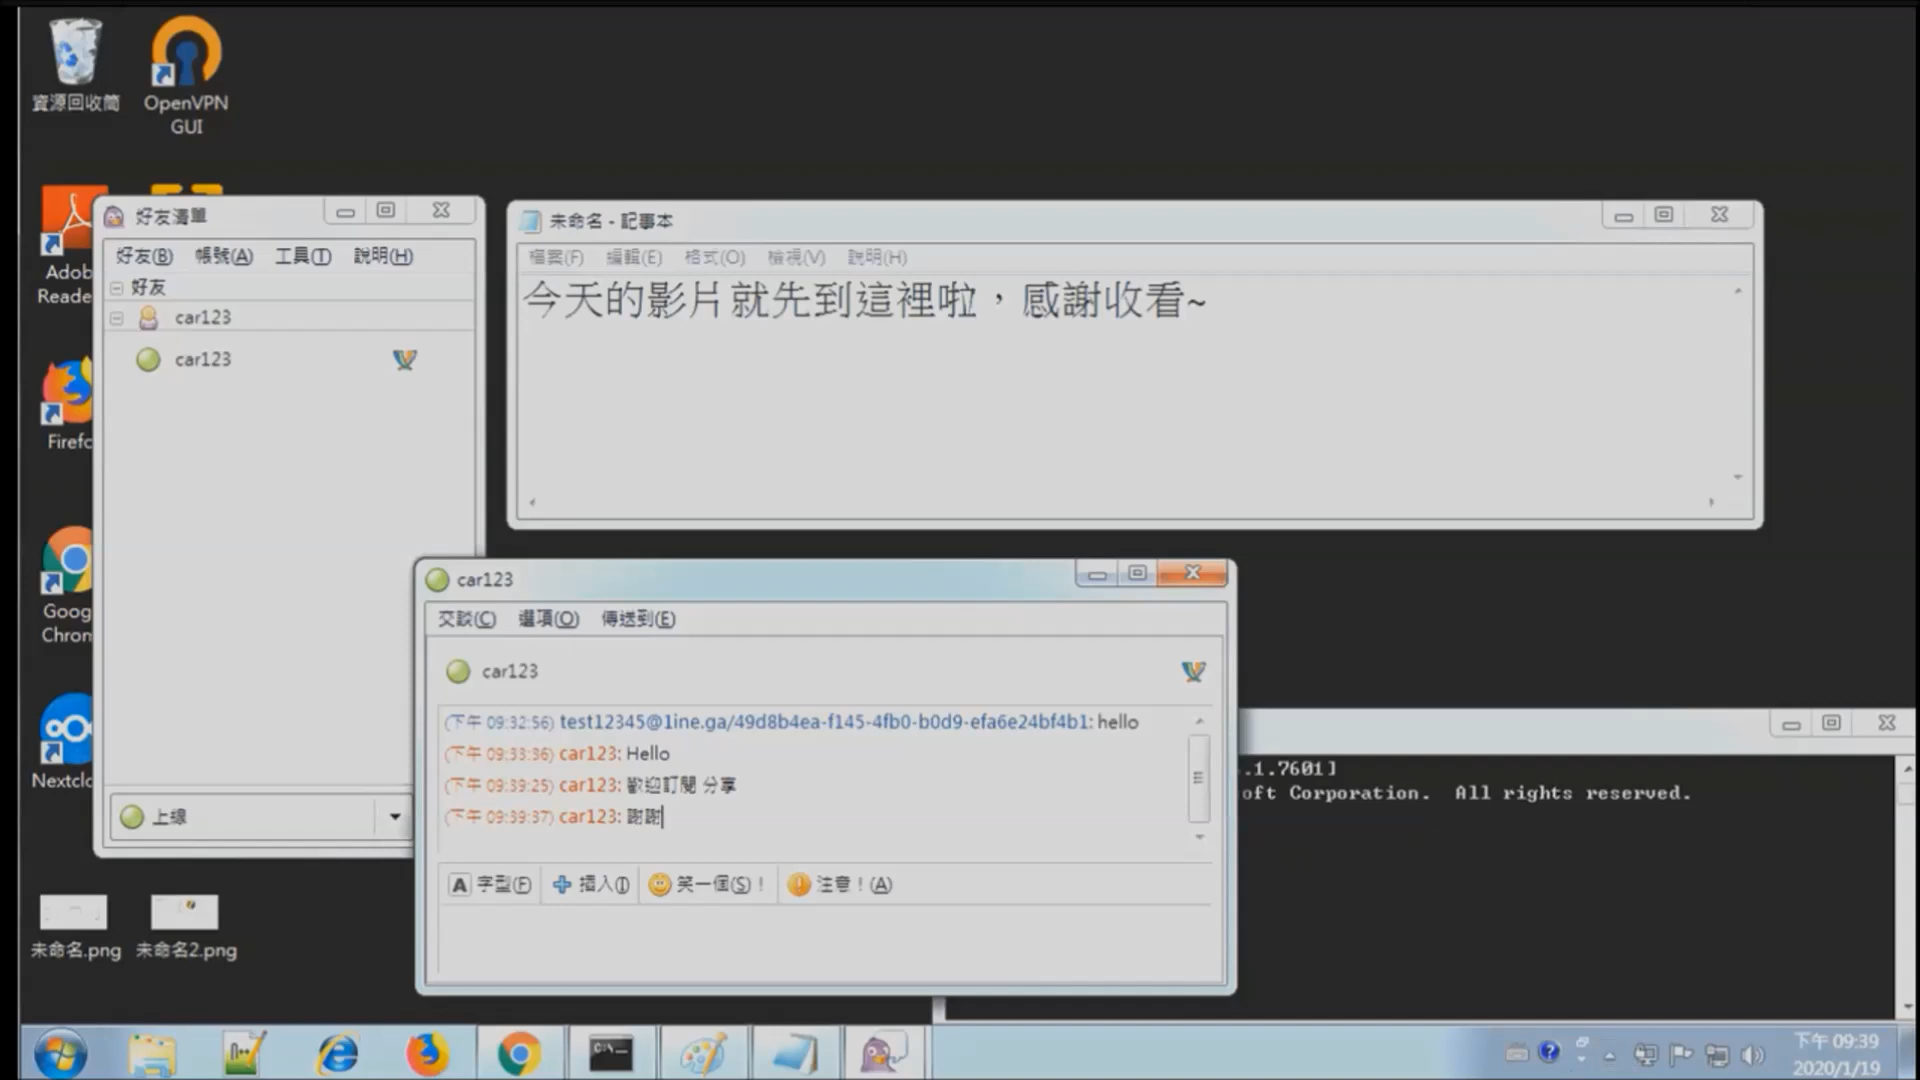 資源回收筒
OpenVPN
GUI
Adob
Reade
Firefo
Goog
Chrom
Nextclo
未命名.png
未命名2.png
好友清單
好友(B) 帳號(A) 工具(T) 說明(H)
好友
car123
car123
上線
未命名 - 記事本
檔案(F) 編輯(E) 格式(O) 檢視(V) 說明(H)
今天的影片就先到這裡啦，感謝收看~
car123
交談(C) 選項(O) 傳送到(E)
car123
(下午 09:32:56) test12345@1ine.ga/49d8b4ea-f145-4fb0-b0d9-efa6e24bf4b1: hello
(下午 09:33:36) car123: Hello
(下午 09:39:25) car123: 歡迎訂閱 分享
(下午 09:39:37) car123: 謝謝
A 字型(F) 插入(I) 笑一個(S)！ 注意！(A)
.1.7601]
oft Corporation. All rights reserved.
下午 09:39
2020/1/19